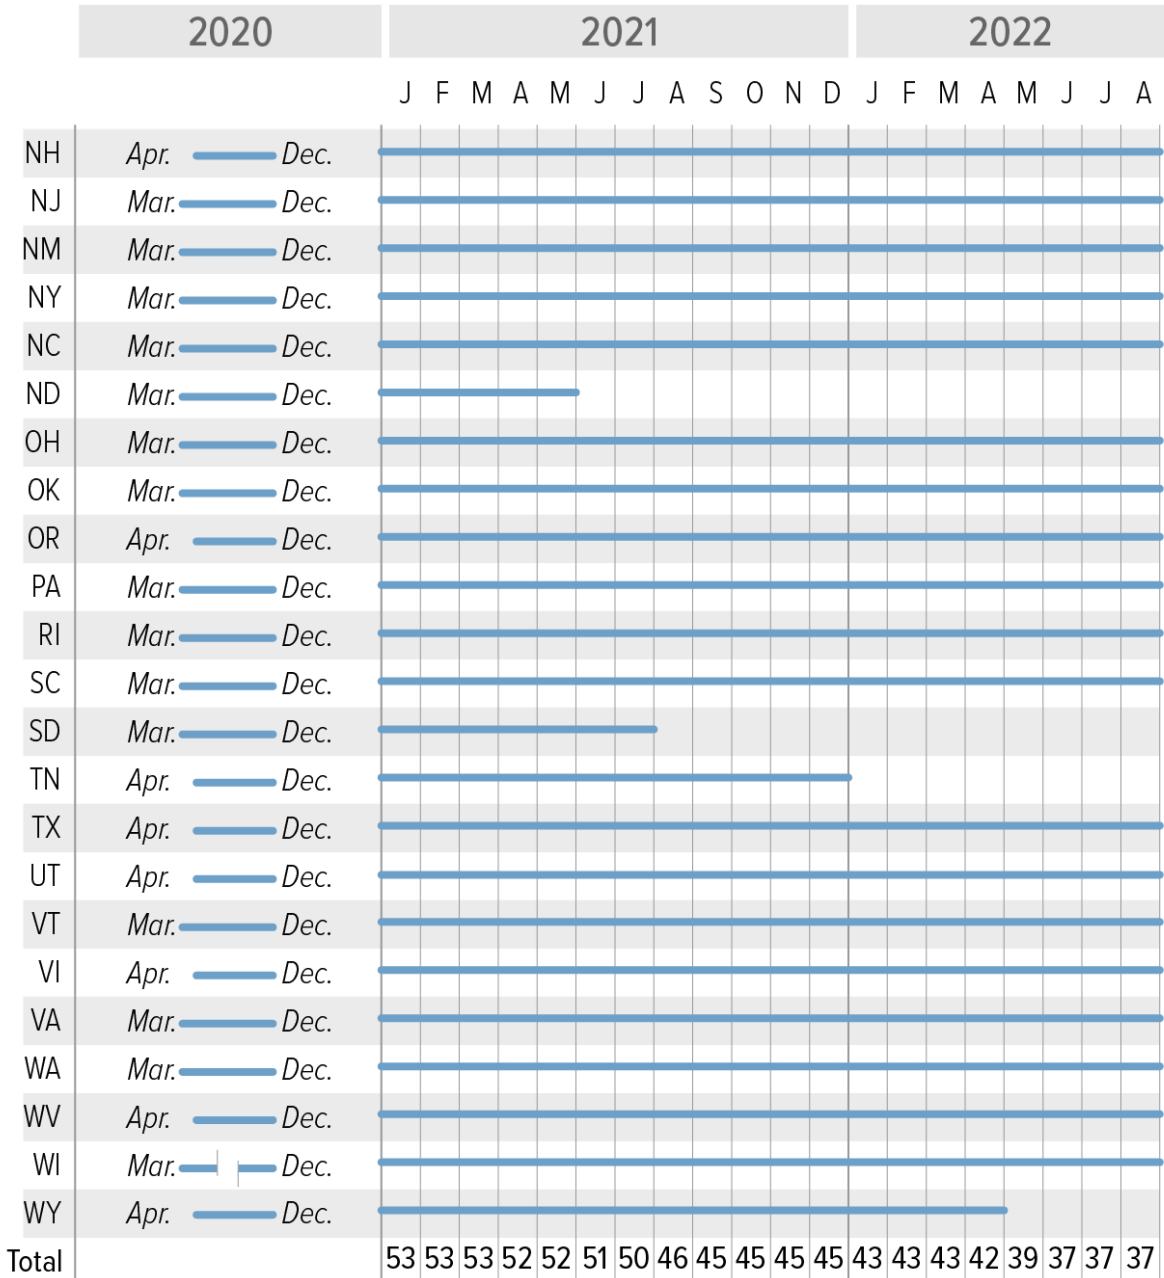 2020 2021 2022
J F M A M J J A S O N D J F M A M J J A
NH Apr. Dec.
NJ Mar. Dec.
NM Mar. Dec.
NY Mar. Dec.
NC Mar. Dec.
ND Mar. Dec.
OH Mar. Dec.
OK Mar. Dec.
OR Apr. Dec.
PA Mar. Dec.
RI Mar. Dec.
SC Mar. Dec.
SD Mar. Dec.
TN Apr. Dec.
TX Apr. Dec.
UT Apr. Dec.
VT Mar. Dec.
VI Apr. Dec.
VA Mar. Dec.
WA Mar. Dec.
WV Apr. Dec.
WI Mar. Dec.
WY Apr. Dec.
Total 53 53 53 52 52 51 50 46 45 45 45 45 43 43 43 42 39 37 37 37